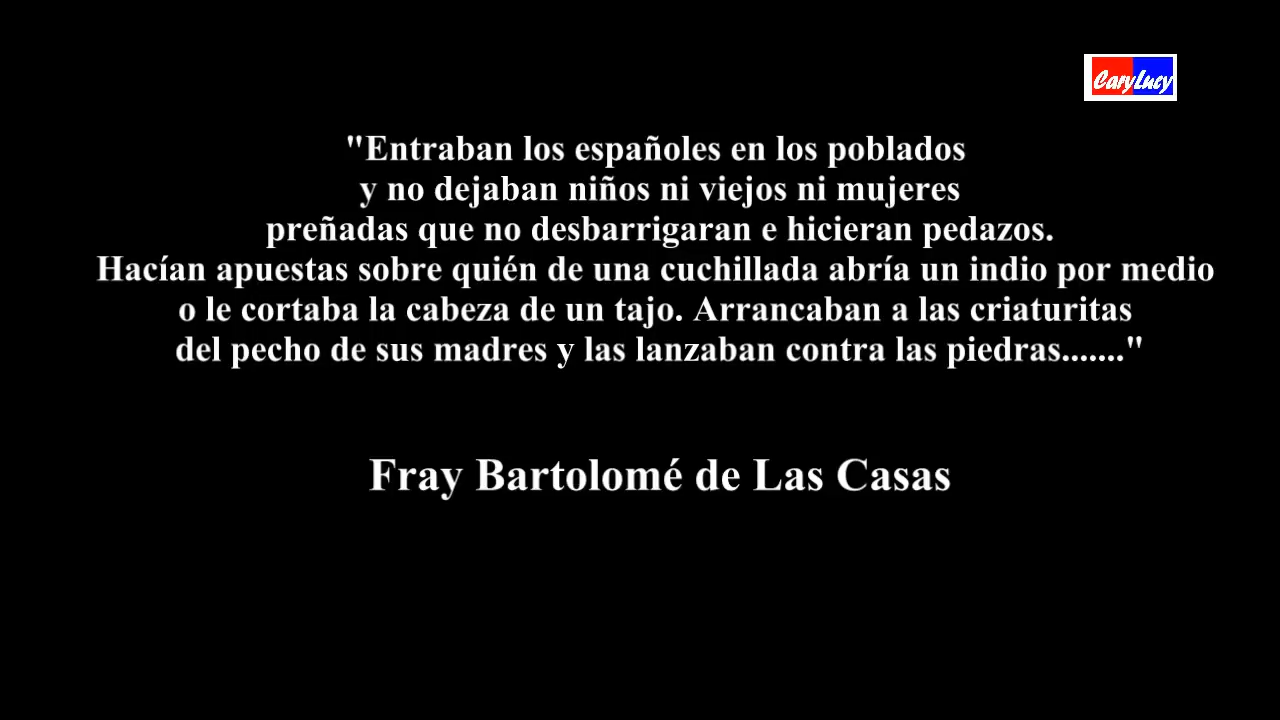 CaryLucy
"Entraban los españoles en los poblados
y no dejaban niños ni viejos ni mujeres
preñadas que no desbarrigaran e hicieran pedazos.
Hacían apuestas sobre quién de una cuchillada abría un indio por medio
o le cortaba la cabeza de un tajo. Arrancaban a las criaturitas
del pecho de sus madres y las lanzaban contra las piedras......."
Fray Bartolomé de Las Casas